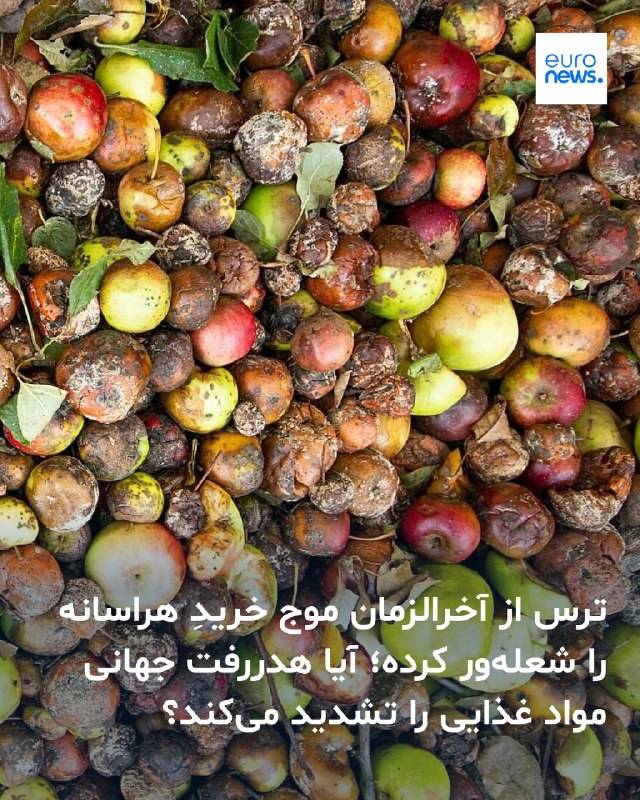 euro
news.
ترس از آخرالزمان موج خریدِ هراسانه
را شعله‌ور کرده؛ آیا هدررفت جهانی
مواد غذایی را تشدید می‌کند؟